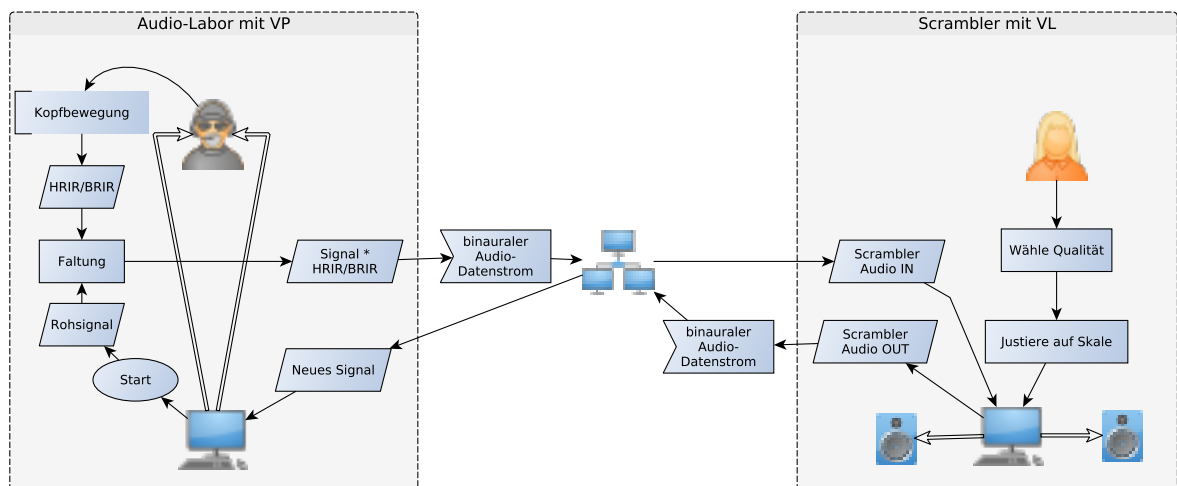 Audio-Labor mit VP
Kopfbewegung
HRIR/BRIR
Faltung
Rohsignal
Start
Signal *
HRIR/BRIR
Neues Signal
binauraler
Audio-
Datenstrom
binauraler
Audio-
Datenstrom
Scrambler mit VL
Scrambler
Audio IN
Scrambler
Audio OUT
Wähle Qualität
Justiere auf Skale